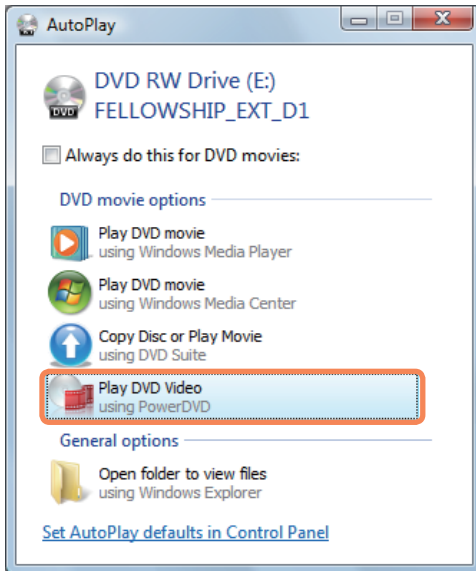 AutoPlay
DVD RW Drive (E:)
FELLOWSHIP_EXT_D1
Always do this for DVD movies:
DVD movie options
Play DVD movie
using Windows Media Player
Play DVD movie
using Windows Media Center
Copy Disc or Play Movie
using DVD Suite
Play DVD Video
using PowerDVD
General options
Open folder to view files
using Windows Explorer
Set AutoPlay defaults in Control Panel
DVD